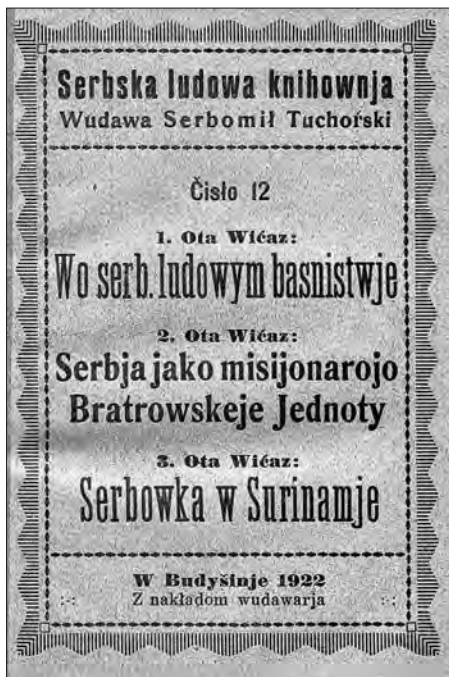 Serbska ludowa knihownja
Wudawa Serbomił Tuchoŕski
Čisło 12
1. Ota Wićaz:
Wo serb. ludowym basnistwje
2. Ota Wićaz:
Serbja jako misijonarojo
Bratrowskeje Jednoty
3. Ota Wićaz:
Serbowka w Surinamje
W Budyšinje 1922
Z nakładom wudawarja